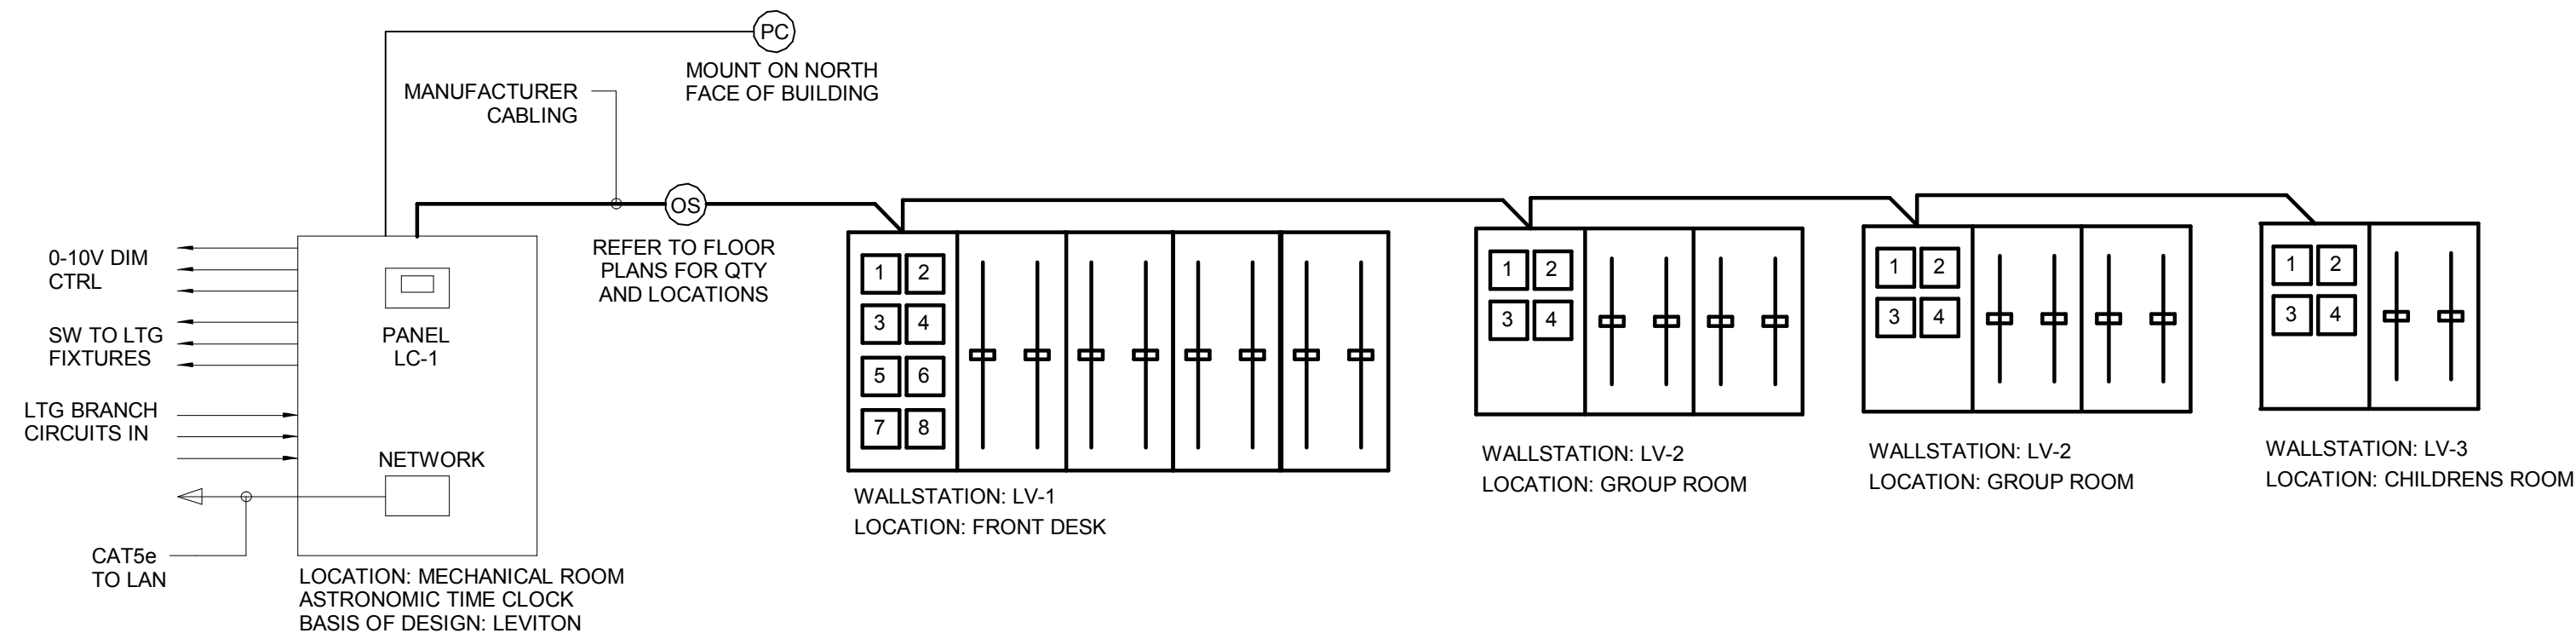 PC
MOUNT ON NORTH
FACE OF BUILDING
MANUFACTURER
CABLING
OS
REFER TO FLOOR
PLANS FOR QTY
AND LOCATIONS
0-10V DIM
CTRL
SW TO LTG
FIXTURES
LTG BRANCH
CIRCUITS IN
CAT5e
TO LAN
PANEL
LC-1
NETWORK
LOCATION: MECHANICAL ROOM
ASTRONOMIC TIME CLOCK
BASIS OF DESIGN: LEVITON
1 2
3 4
5 6
7 8
WALLSTATION: LV-1
LOCATION: FRONT DESK
1 2
3 4
WALLSTATION: LV-2
LOCATION: GROUP ROOM
1 2
3 4
WALLSTATION: LV-2
LOCATION: GROUP ROOM
1 2
3 4
WALLSTATION: LV-3
LOCATION: CHILDRENS ROOM